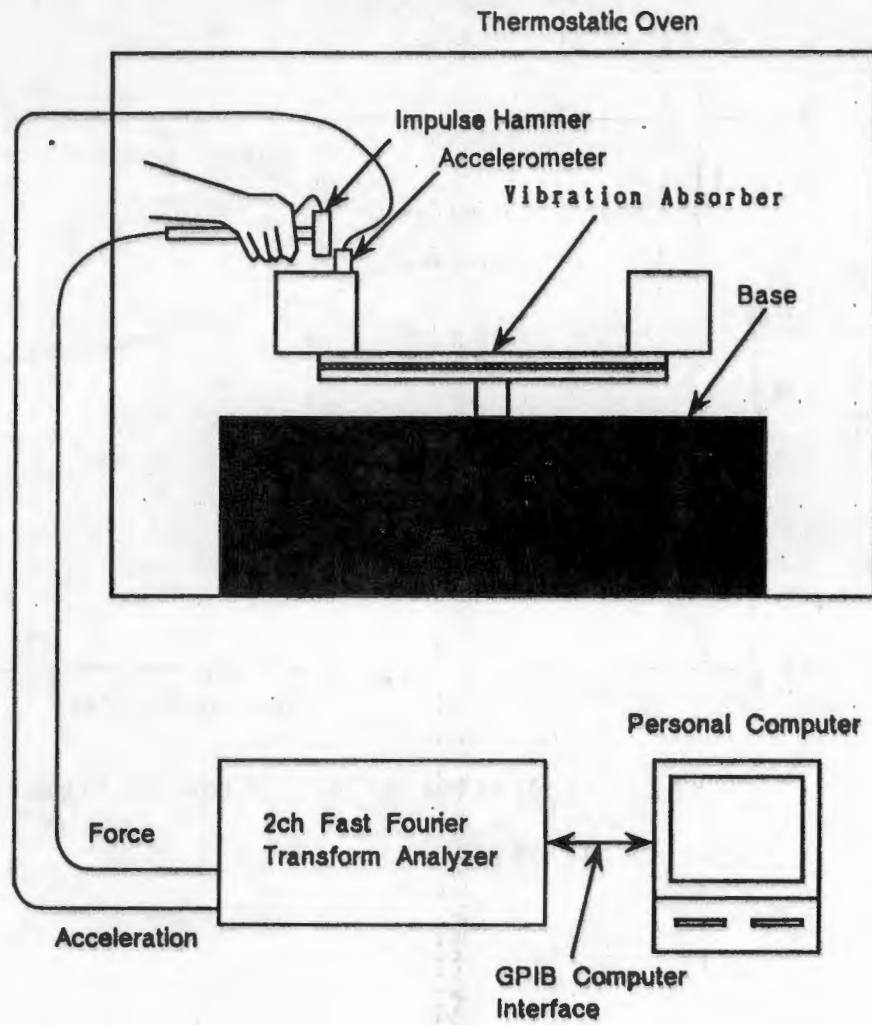 Thermostatic Oven
Impulse Hammer
Accelerometer
Vibration Absorber
Base
Personal Computer
Force
2ch Fast Fourier
Transform Analyzer
Acceleration
GPIB Computer
Interface